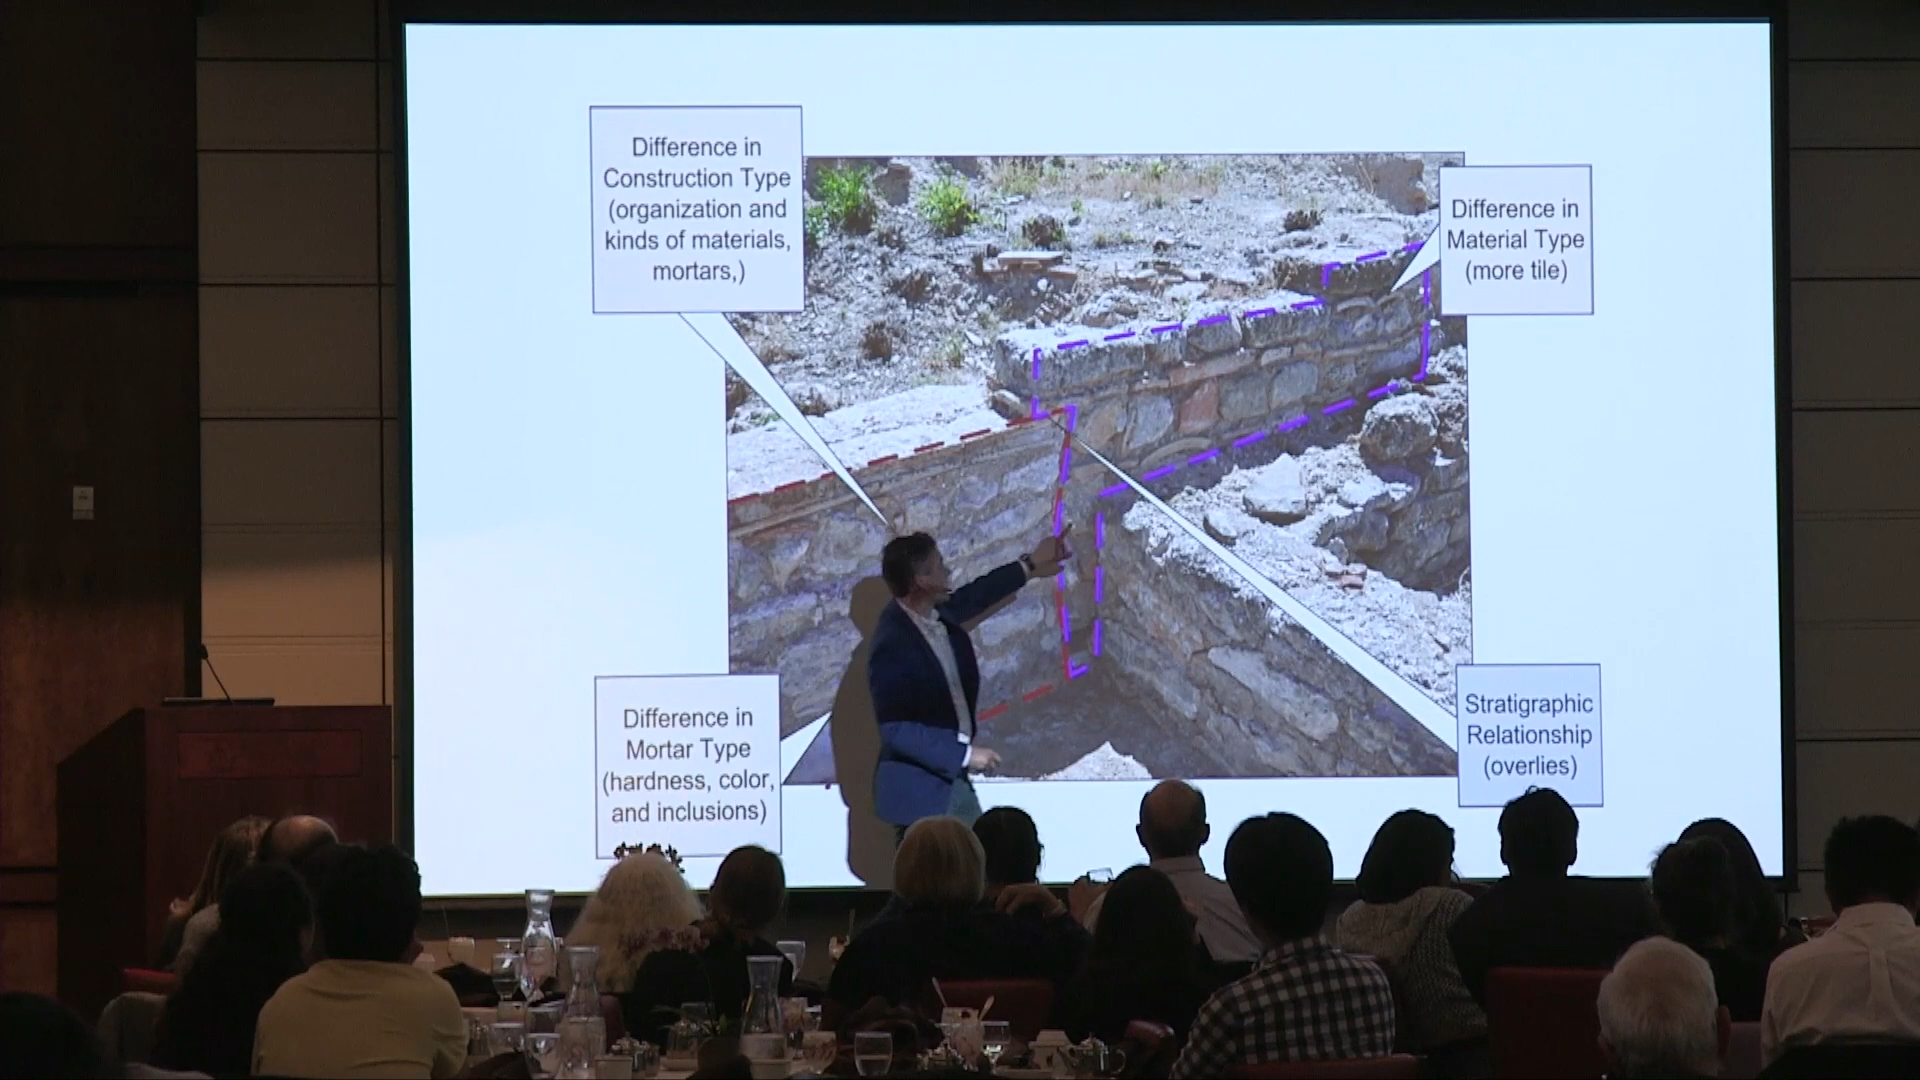 Difference in
Construction Type
(organization and
kinds of materials,
mortars,)
Difference in
Material Type
(more tile)
Difference in
Mortar Type
(hardness, color,
and inclusions)
Stratigraphic
Relationship
(overlies)